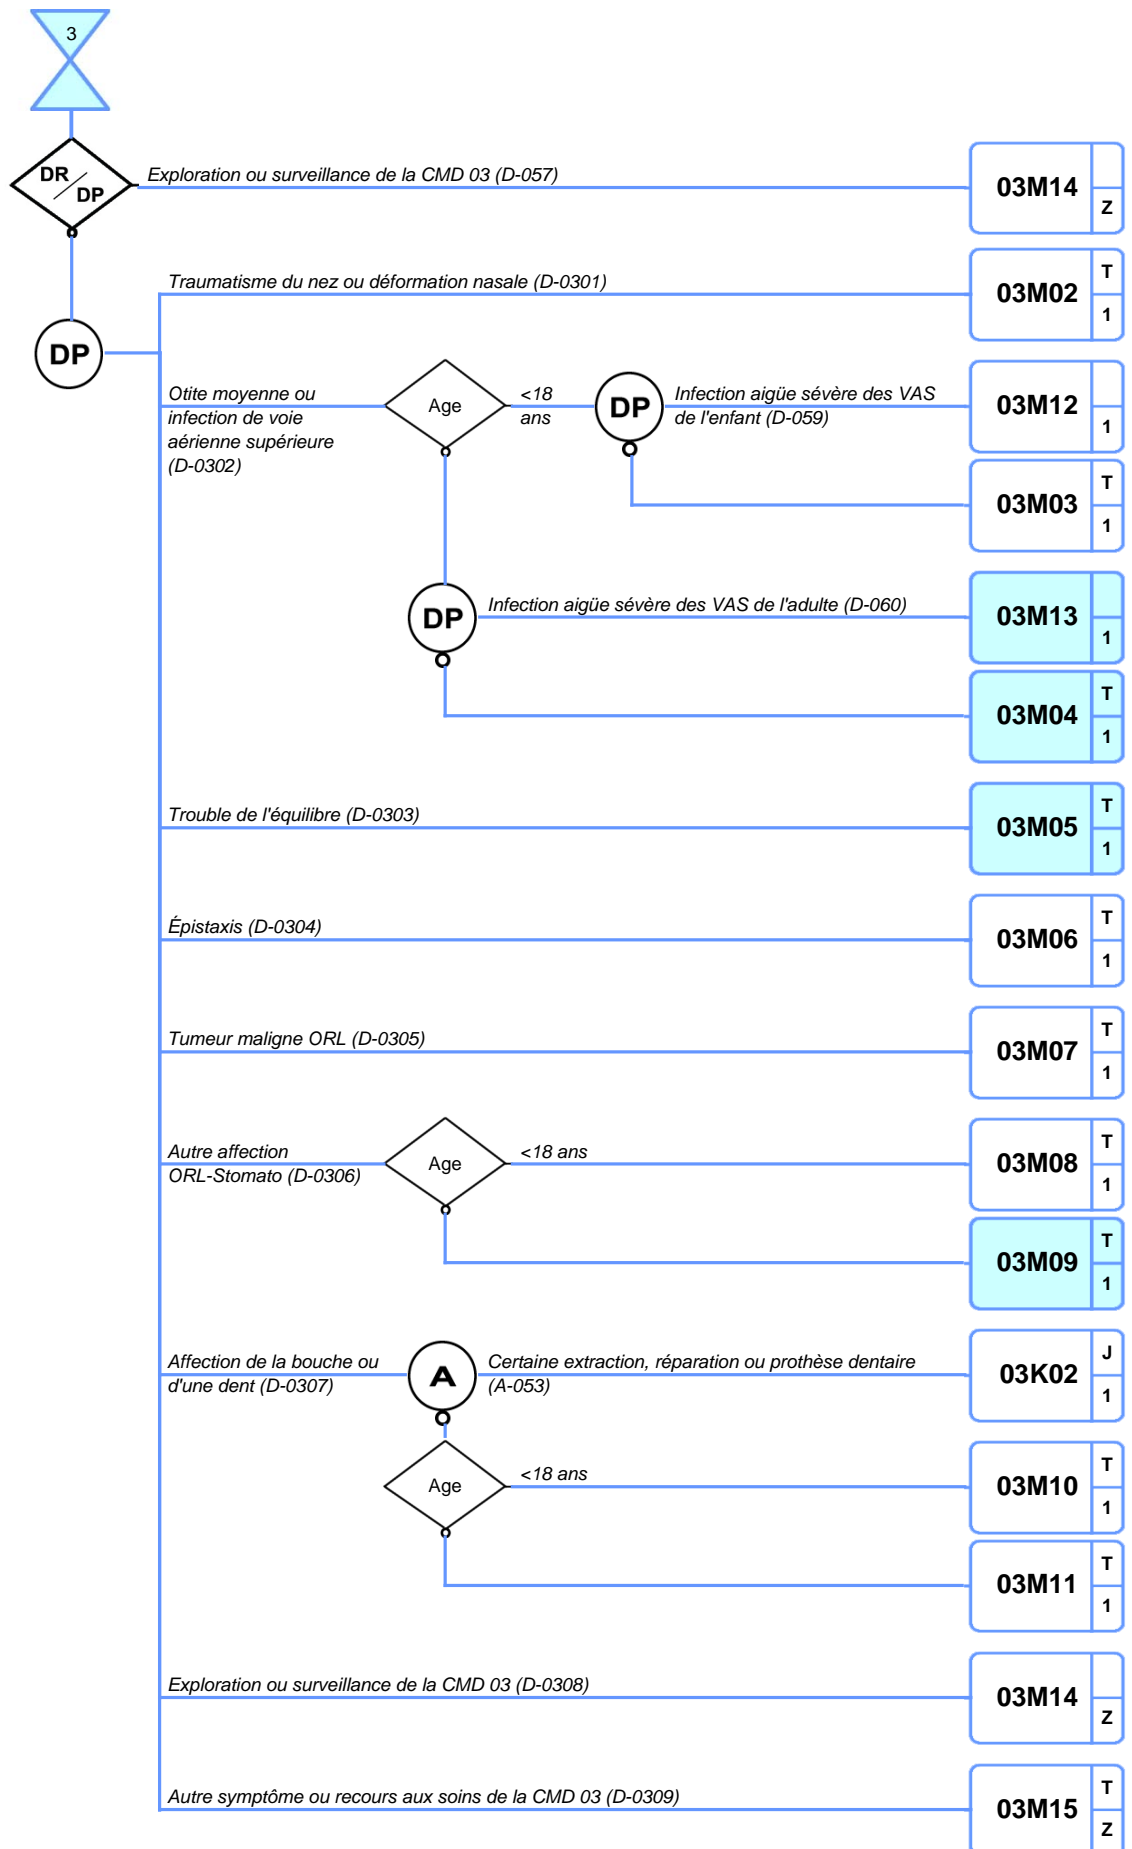 3
DR
DP
Exploration ou surveillance de la CMD 03 (D-057)
03M14
Z
Traumatisme du nez ou déformation nasale (D-0301)
03M02
T
1
DP
Otite moyenne ou
infection de voie
aérienne supérieure
(D-0302)
Age
<18
ans
DP
Infection aigüe sévère des VAS
de l'enfant (D-059)
03M12
1
03M03
T
1
DP
Infection aigüe sévère des VAS de l'adulte (D-060)
03M13
1
03M04
T
1
Trouble de l'équilibre (D-0303)
03M05
T
1
Épistaxis (D-0304)
03M06
T
1
Tumeur maligne ORL (D-0305)
03M07
T
1
Autre affection
ORL-Stomato (D-0306)
Age
<18 ans
03M08
T
1
03M09
T
1
Affection de la bouche ou
d'une dent (D-0307)
A
Certaine extraction, réparation ou prothèse dentaire
(A-053)
03K02
J
1
Age
<18 ans
03M10
T
1
03M11
T
1
Exploration ou surveillance de la CMD 03 (D-0308)
03M14
Z
Autre symptôme ou recours aux soins de la CMD 03 (D-0309)
03M15
T
Z